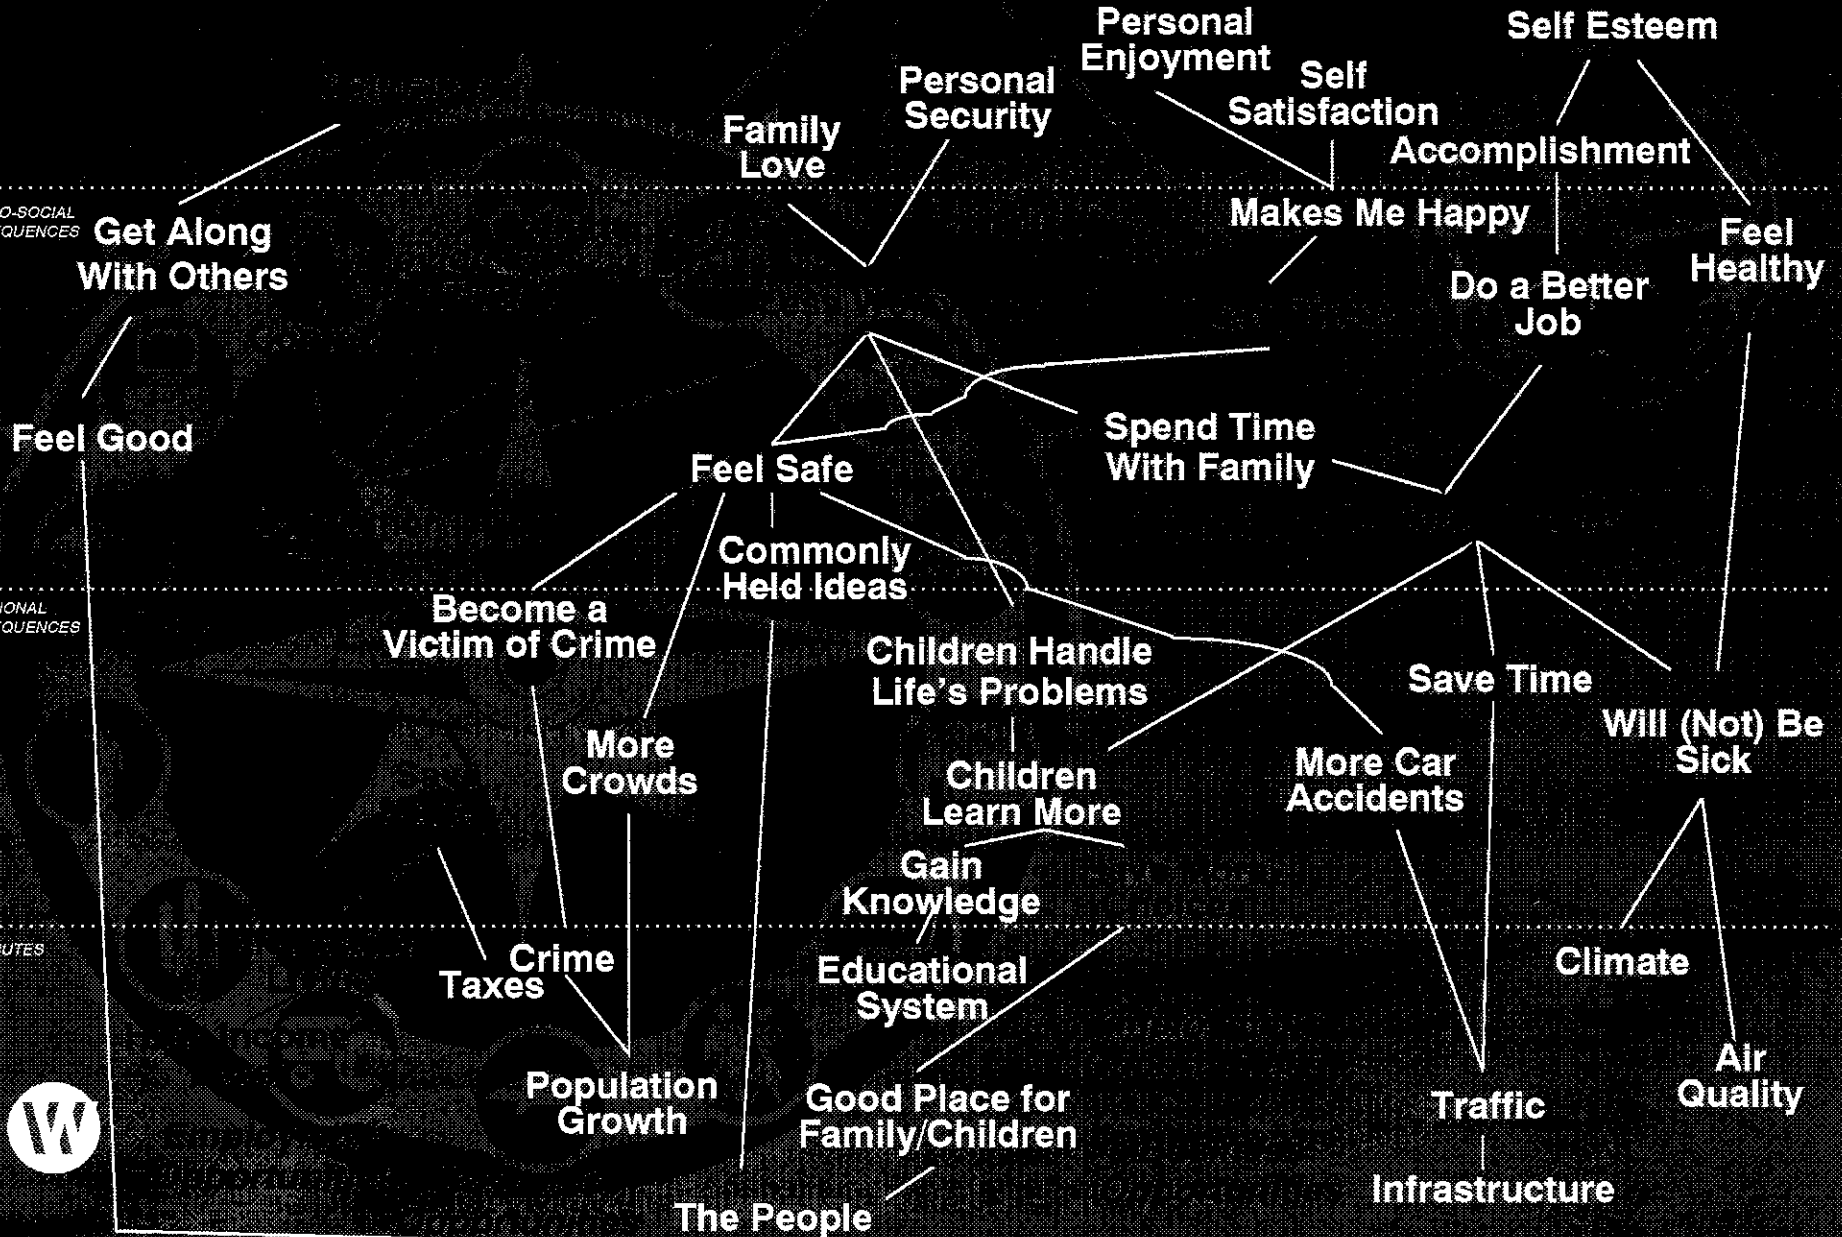 Personal
Enjoyment
Self Esteem
Self
Satisfaction
Personal
Security
Family
Love
Accomplishment
O-SOCIAL
QUENCES
Get Along
With Others
Makes Me Happy
Feel
Healthy
Do a Better
Job
Feel Good
Spend Time
With Family
Feel Safe
Commonly
Held Ideas
IONAL
QUENCES
Become a
Victim of Crime
Children Handle
Life's Problems
Save Time
Will (Not) Be
Sick
More
Crowds
Children
Learn More
More Car
Accidents
Gain
Knowledge
UTES
Crime
Taxes
Educational
System
Climate
Population
Growth
Good Place for
Family/Children
Traffic
Air
Quality
W
The People
Infrastructure